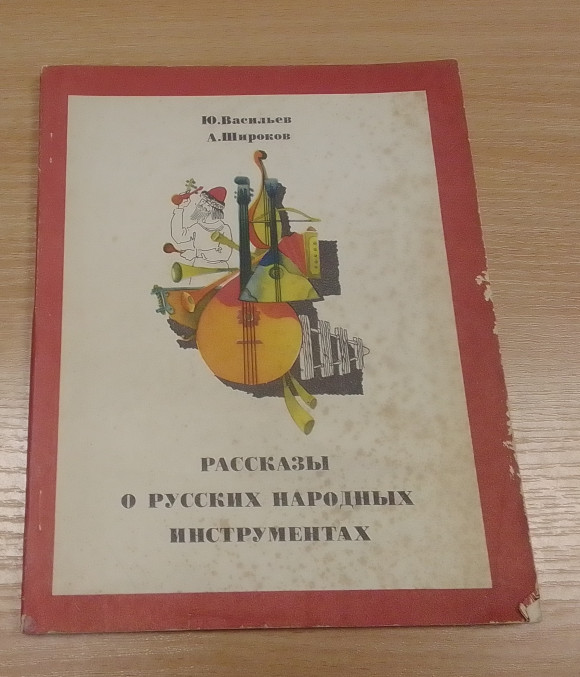 Ю.Васильев
А.Широков
РАССКАЗЫ
О РУССКИХ НАРОДНЫХ
ИНСТРУМЕНТАХ